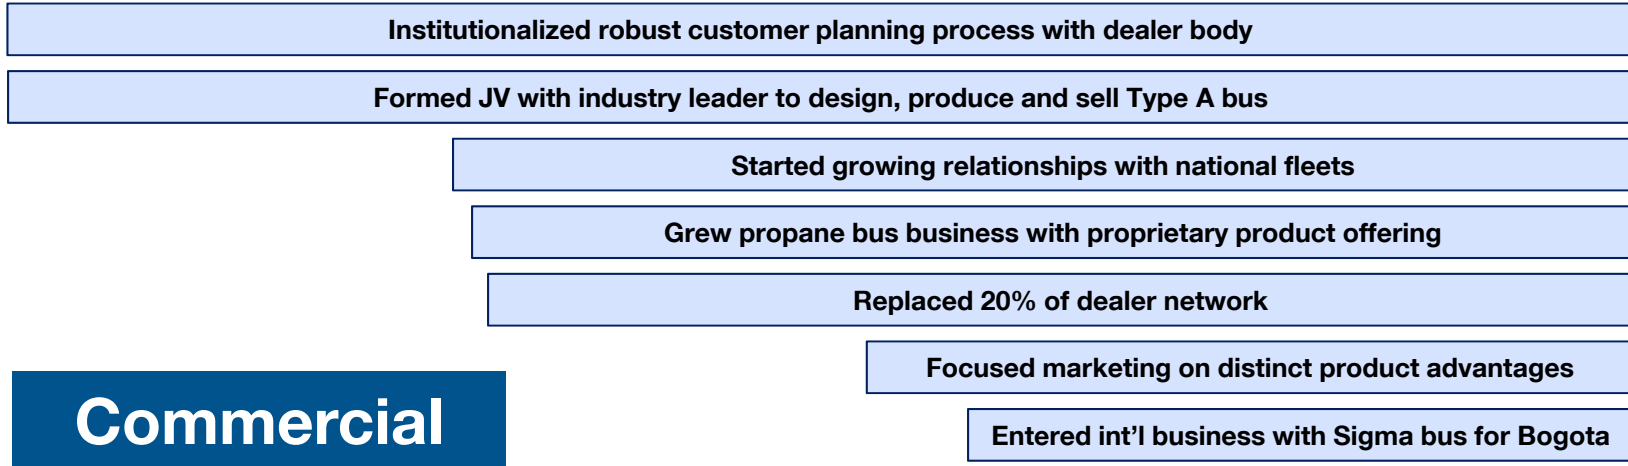 Institutionalized robust customer planning process with dealer body
Formed JV with industry leader to design, produce and sell Type A bus
Started growing relationships with national fleets
Grew propane bus business with proprietary product offering
Replaced 20% of dealer network
Focused marketing on distinct product advantages
Commercial
Entered int’l business with Sigma bus for Bogota